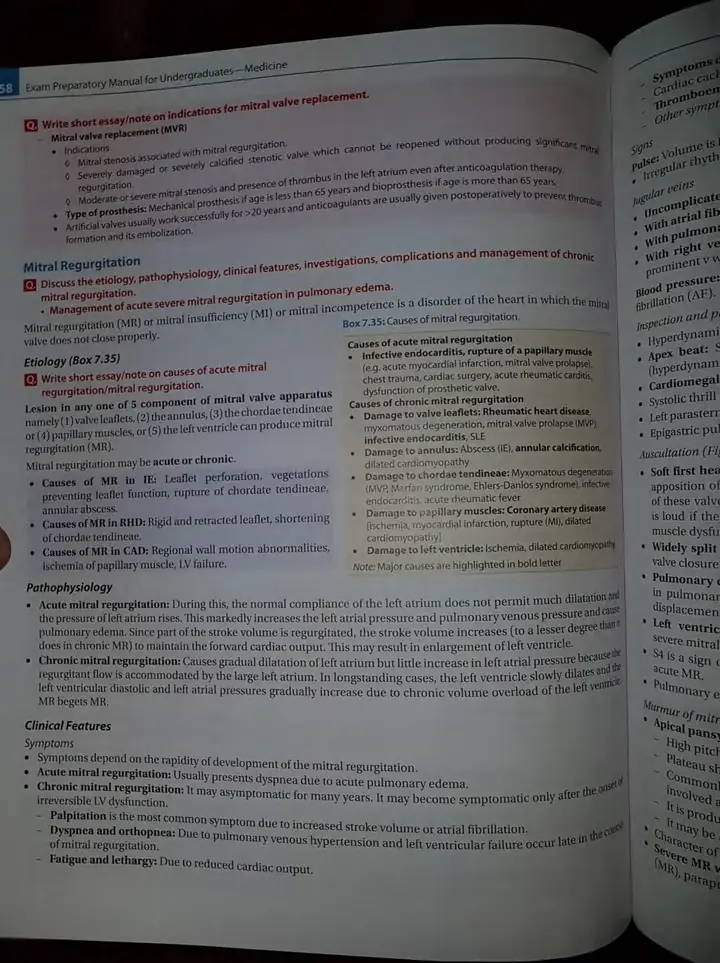 58
Exam Preparatory Manual for Undergraduates—Medicine
Q. Write short essay/note on indications for mitral valve replacement.
– Mitral valve replacement (MVR)
• Indications
◊ Mitral stenosis associated with mitral regurgitation.
◊ Severely damaged or severely calcified stenotic valve which cannot be reopened without producing significant mitral
regurgitation.
◊ Moderate or severe mitral stenosis and presence of thrombus in the left atrium even after anticoagulation therapy.
• Type of prosthesis: Mechanical prosthesis if age is less than 65 years and bioprosthesis if age is more than 65 years.
• Artificial valves usually work successfully for >20 years and anticoagulants are usually given postoperatively to prevent thrombus
formation and its embolization.
Mitral Regurgitation
Q. Discuss the etiology, pathophysiology, clinical features, investigations, complications and management of chronic
mitral regurgitation.
• Management of acute severe mitral regurgitation in pulmonary edema.
Mitral regurgitation (MR) or mitral insufficiency (MI) or mitral incompetence is a disorder of the heart in which the mitral
valve does not close properly.
Etiology (Box 7.35)
Q. Write short essay/note on causes of acute mitral
regurgitation/mitral regurgitation.
Lesion in any one of 5 component of mitral valve apparatus
namely (1) valve leaflets, (2) the annulus, (3) the chordae tendineae
or (4) papillary muscles, or (5) the left ventricle can produce mitral
regurgitation (MR).
Mitral regurgitation may be acute or chronic.
• Causes of MR in IE: Leaflet perforation, vegetations
preventing leaflet function, rupture of chordate tendineae,
annular abscess.
• Causes of MR in RHD: Rigid and retracted leaflet, shortening
of chordae tendineae.
• Causes of MR in CAD: Regional wall motion abnormalities,
ischemia of papillary muscle, LV failure.
Box 7.35: Causes of mitral regurgitation.
Causes of acute mitral regurgitation
• Infective endocarditis, rupture of a papillary muscle
(e.g. acute myocardial infarction, mitral valve prolapse),
chest trauma, cardiac surgery, acute rheumatic carditis,
dysfunction of prosthetic valve.
Causes of chronic mitral regurgitation
• Damage to valve leaflets: Rheumatic heart disease,
myxomatous degeneration, mitral valve prolapse (MVP)
infective endocarditis, SLE
• Damage to annulus: Abscess (IE), annular calcification,
dilated cardiomyopathy
• Damage to chordae tendineae: Myxomatous degeneration
(MVP, Marfan syndrome, Ehlers-Danlos syndrome), infective
endocarditis, acute rheumatic fever
• Damage to papillary muscles: Coronary artery disease
[ischemia, myocardial infarction, rupture (MI), dilated
cardiomyopathy]
• Damage to left ventricle: Ischemia, dilated cardiomyopathy
Note: Major causes are highlighted in bold letter
Pathophysiology
• Acute mitral regurgitation: During this, the normal compliance of the left atrium does not permit much dilatation and
the pressure of left atrium rises. This markedly increases the left atrial pressure and pulmonary venous pressure and cause
pulmonary edema. Since part of the stroke volume is regurgitated, the stroke volume increases (to a lesser degree than it
does in chronic MR) to maintain the forward cardiac output. This may result in enlargement of left ventricle.
• Chronic mitral regurgitation: Causes gradual dilatation of left atrium but little increase in left atrial pressure because the
regurgitant flow is accommodated by the large left atrium. In longstanding cases, the left ventricle slowly dilates and the
left ventricular diastolic and left atrial pressures gradually increase due to chronic volume overload of the left ventricle.
MR begets MR.
Clinical Features
Symptoms
• Symptoms depend on the rapidity of development of the mitral regurgitation.
• Acute mitral regurgitation: Usually presents dyspnea due to acute pulmonary edema.
• Chronic mitral regurgitation: It may asymptomatic for many years. It may become symptomatic only after the onset of
irreversible LV dysfunction.
– Palpitation is the most common symptom due to increased stroke volume or atrial fibrillation.
– Dyspnea and orthopnea: Due to pulmonary venous hypertension and left ventricular failure occur late in the course
of mitral regurgitation.
– Fatigue and lethargy: Due to reduced cardiac output.
– Symptoms
– Cardiac
– Other
Signs
Pulse: Volume is
• Irregular
Jugular veins
• With atrial
• With
• With right
prominent v
Blood pressure:
fibrillation (AF).
Inspection and
• Apex beat:
• Systolic thrill
• Left
• Epigastric
Auscultation
• Soft first
apposition of
of these
is loud if the
muscle
• Widely split
valve closure
• Pulmonary
in
• Left
severe mitral
• S4 is a sign
acute MR.
• Pulmonary
Murmur of
• Apical
– High
– Plateau
involved
– It is
– It may be
• Character of
• Severe MR
(MR),